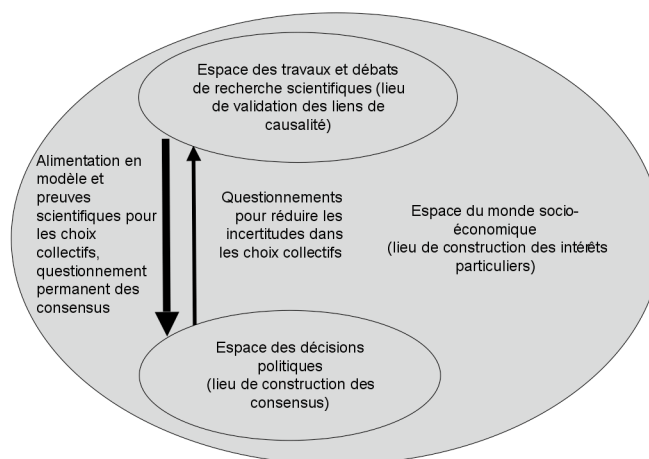 Espace des travaux et débats
de recherche scientifiques (lieu
de validation des liens de
causalité)
Alimentation en
modèle et
preuves
scientifiques pour
les choix
collectifs,
questionnement
permanent des
consensus
Questionnements
pour réduire les
incertitudes dans
les choix collectifs
Espace du monde socio-
économique
(lieu de construction des intérêts
particuliers)
Espace des décisions
politiques
(lieu de construction des
consensus)